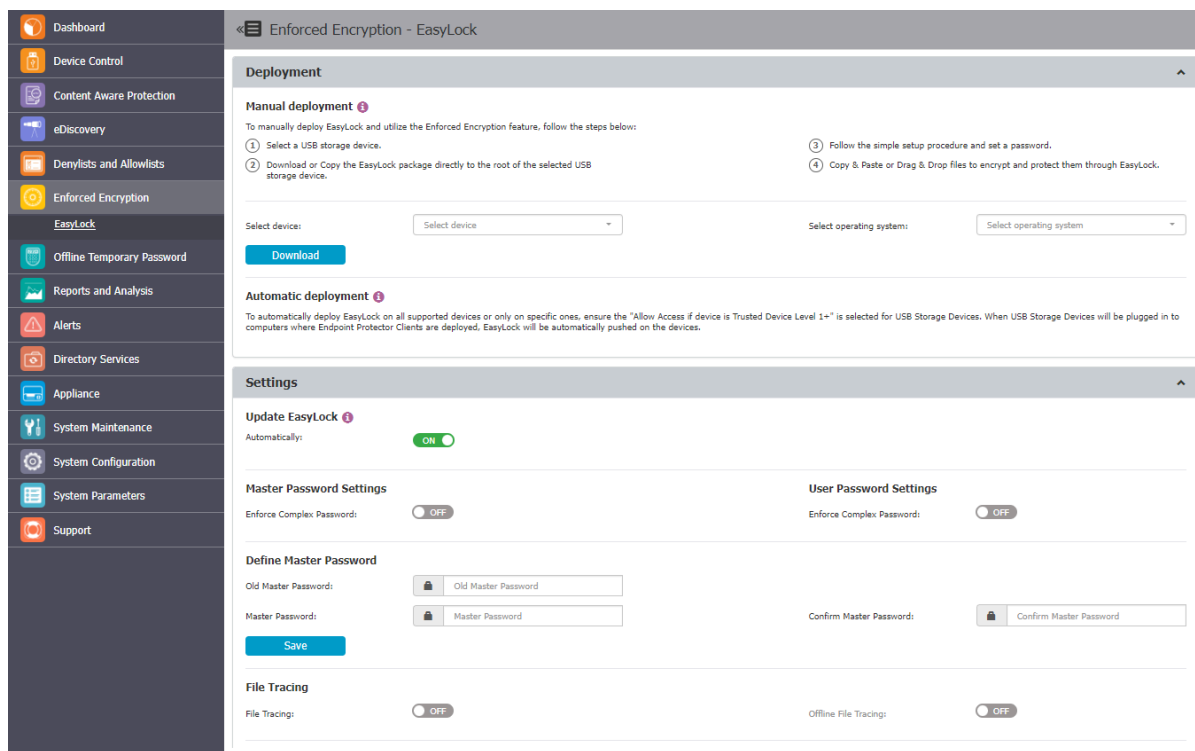 Dashboard
Device Control
Content Aware Protection
eDiscovery
Denylists and Allowlists
Enforced Encryption
EasyLock
Offline Temporary Password
Reports and Analysis
Alerts
Directory Services
Appliance
System Maintenance
System Configuration
System Parameters
Support
Enforced Encryption - EasyLock
Deployment
Manual deployment
To manually deploy EasyLock and utilize the Enforced Encryption feature, follow the steps below:
1 Select a USB storage device.
2 Download or Copy the EasyLock package directly to the root of the selected USB
storage device.
3 Follow the simple setup procedure and set a password.
4 Copy & Paste or Drag & Drop files to encrypt and protect them through EasyLock.
Select device: Select device
Select operating system: Select operating system
Download
Automatic deployment
To automatically deploy EasyLock on all supported devices or only on specific ones, ensure the "Allow Access if device is Trusted Device Level 1+" is selected for USB Storage Devices. When USB Storage Devices will be plugged in to
computers where Endpoint Protector Clients are deployed, EasyLock will be automatically pushed on the devices.
Settings
Update EasyLock
Automatically: ON
Master Password Settings
Enforce Complex Password: OFF
User Password Settings
Enforce Complex Password: OFF
Define Master Password
Old Master Password: Old Master Password
Master Password: Master Password
Confirm Master Password: Confirm Master Password
Save
File Tracing
File Tracing: OFF
Offline File Tracing: OFF